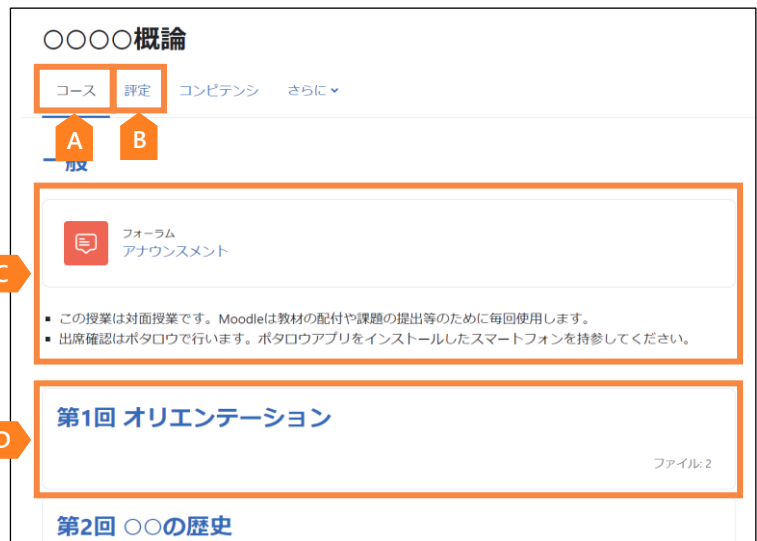 ○○○○概論
コース 評定 コンピテンシ さらに
A B
一般
C
フォーラム
アナウンスメント
▪ この授業は対面授業です。Moodleは教材の配付や課題の提出等のために毎回使用します。
▪ 出席確認はポタロウで行います。ポタロウアプリをインストールしたスマートフォンを持参してください。
D
第1回 オリエンテーション
ファイル: 2
第2回 ○○の歴史